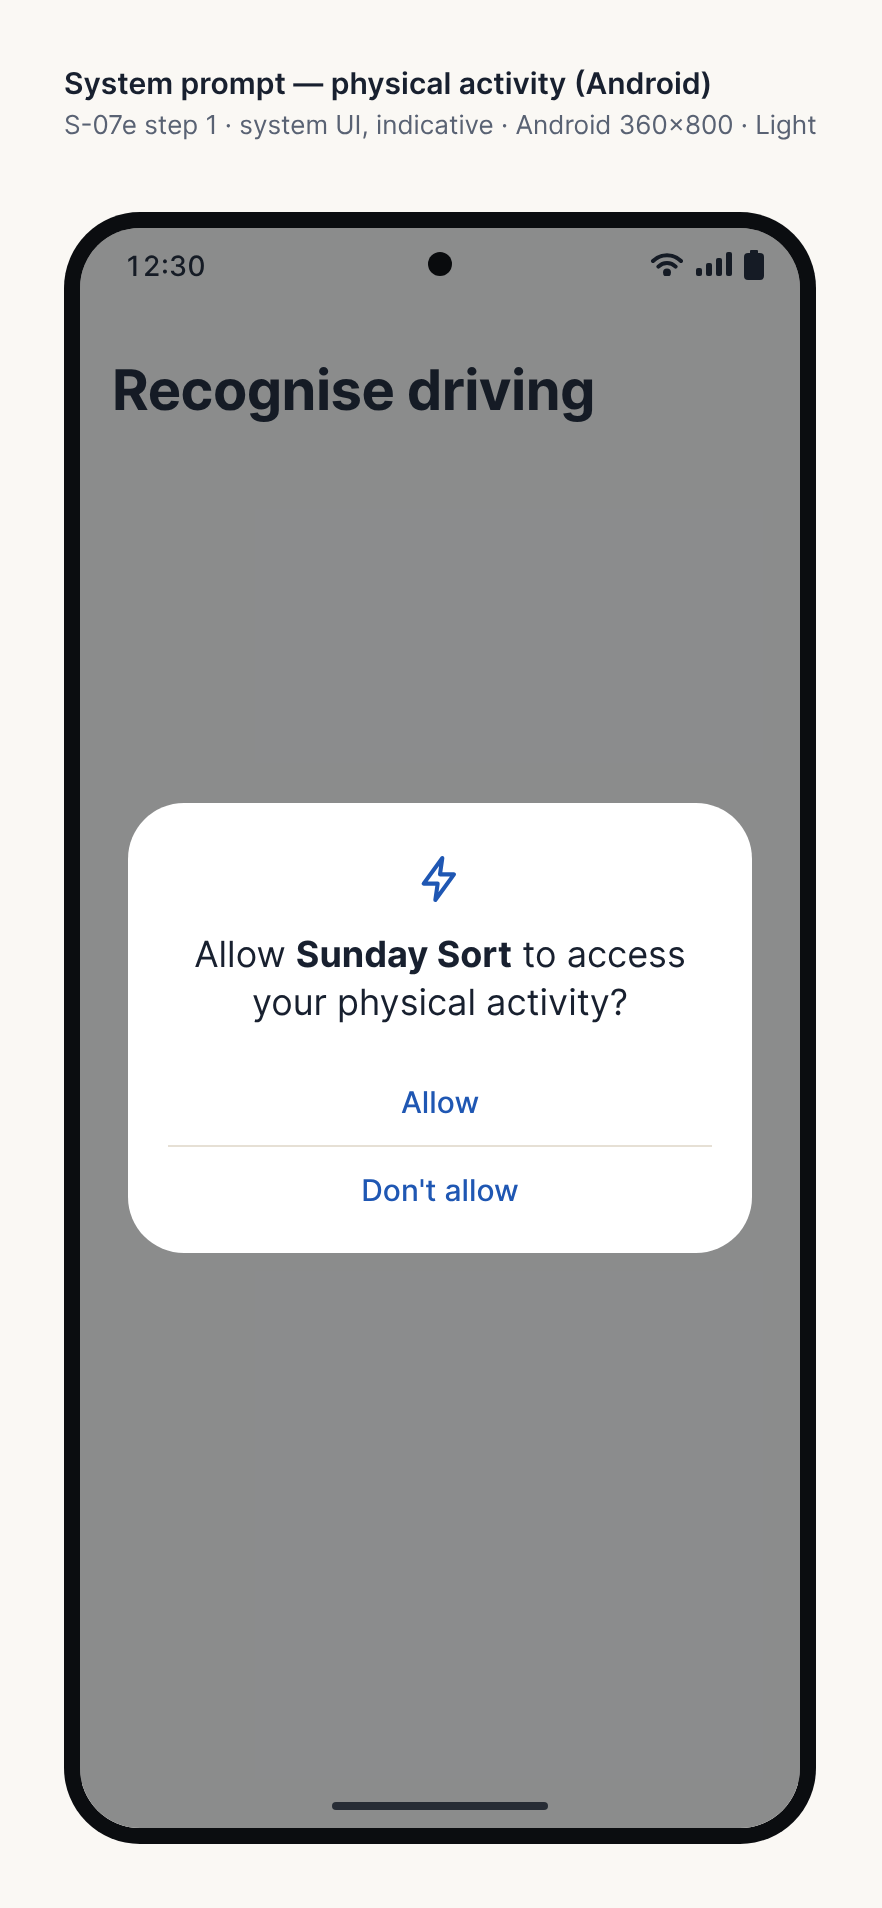 System prompt — physical activity (Android)
S-07e step 1 · system UI, indicative · Android 360×800 · Light
12:30
Recognise driving
Allow Sunday Sort to access
your physical activity?
Allow
Don't allow